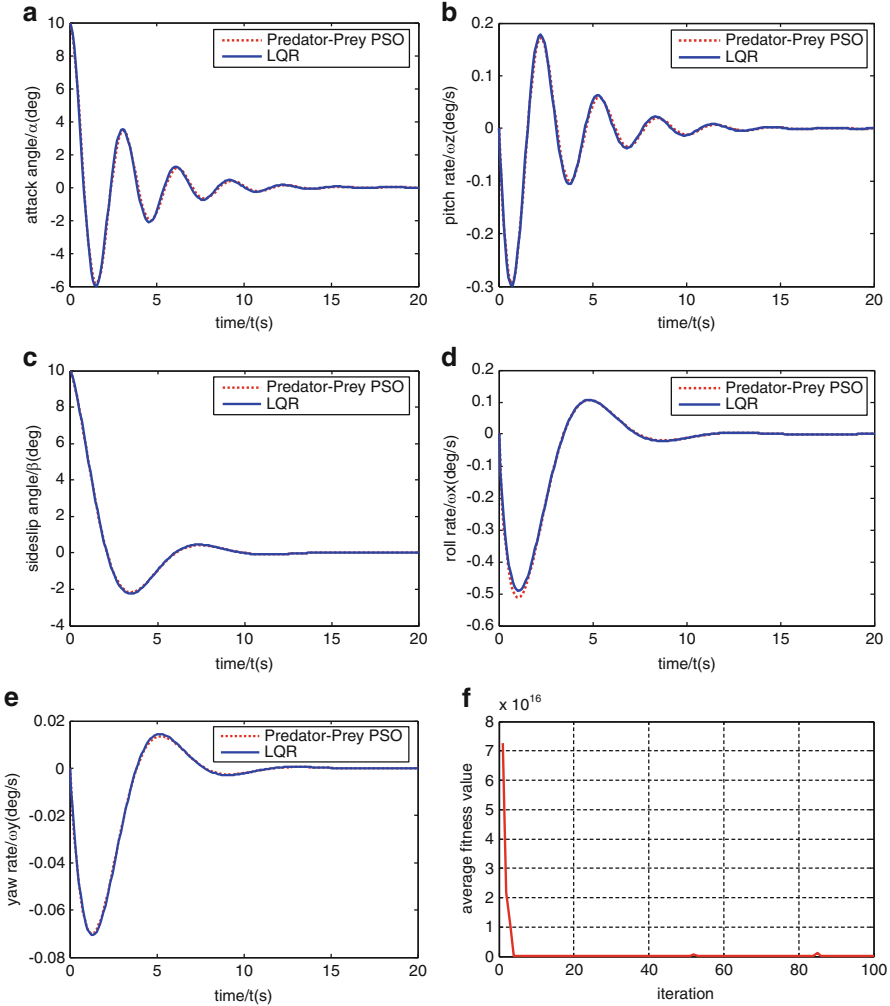 a
10
8
6
4
2
0
-2
-4
-6
0 5 10 15 20
attack angle/α(deg)
time/t(s)
Predator-Prey PSO
LQR
b
0.2
0.1
0
-0.1
-0.2
-0.3
0 5 10 15 20
pitch rate/ωz(deg/s)
time/t(s)
Predator-Prey PSO
LQR
c
10
8
6
4
2
0
-2
-4
0 5 10 15 20
sideslip angle/β(deg)
time/t(s)
Predator-Prey PSO
LQR
d
0.2
0.1
0
-0.1
-0.2
-0.3
-0.4
-0.5
-0.6
0 5 10 15 20
roll rate/ωx(deg/s)
time/t(s)
Predator-Prey PSO
LQR
e
0.02
0
-0.02
-0.04
-0.06
-0.08
0 5 10 15 20
yaw rate/ωy(deg/s)
time/t(s)
Predator-Prey PSO
LQR
f
x 10^16
8
7
6
5
4
3
2
1
0
0 20 40 60 80 100
average fitness value
iteration